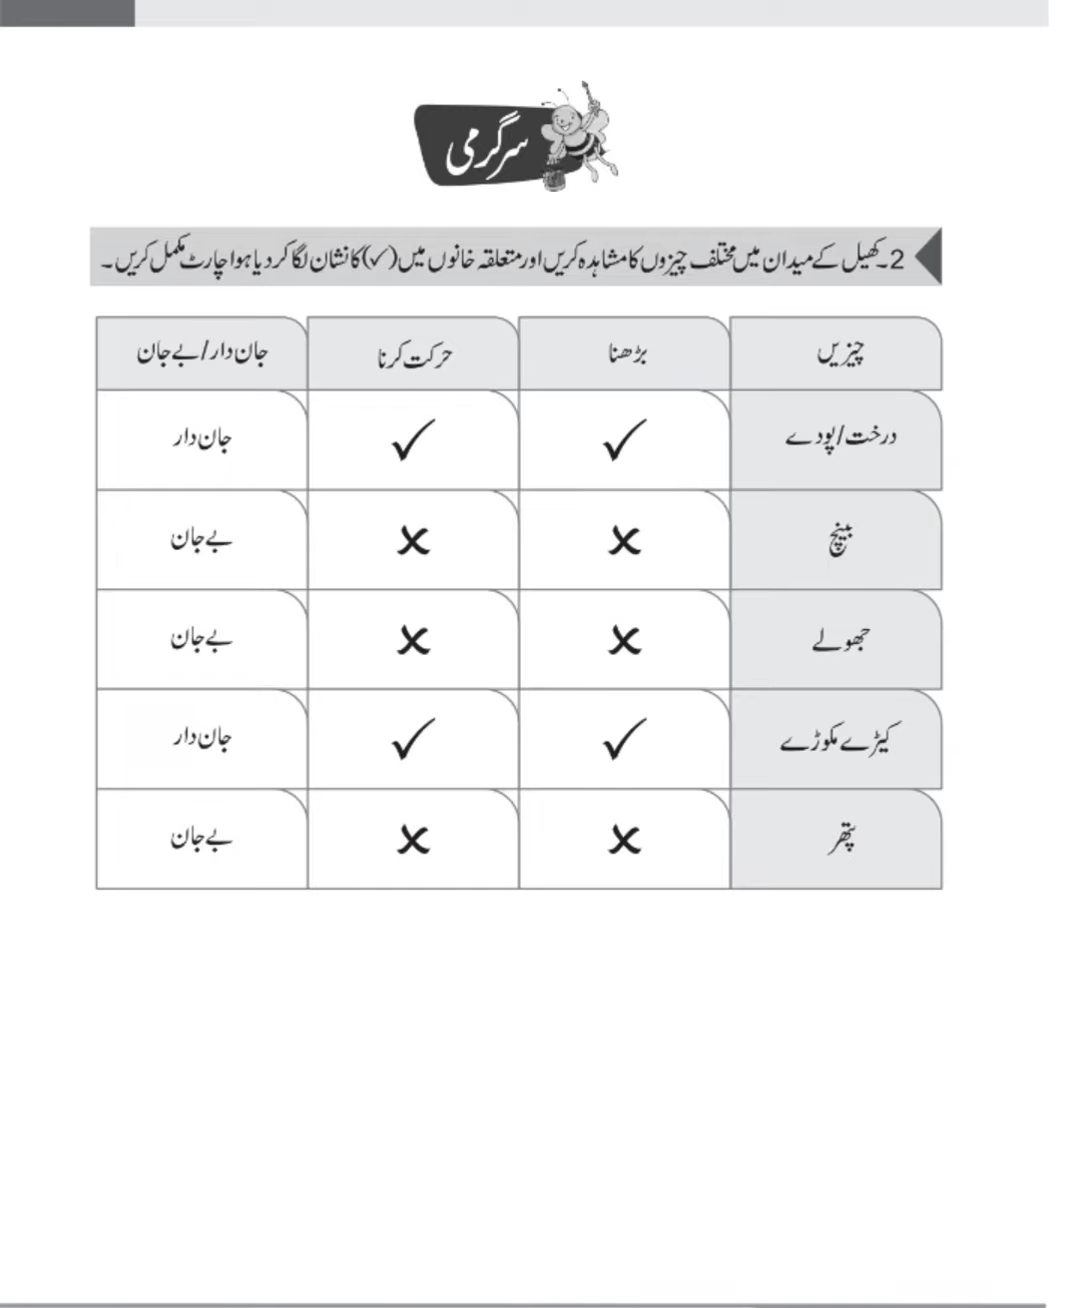 سرگرمی
2۔ کھیل کے میدان میں مختلف چیزوں کا مشاہدہ کریں اور متعلقہ خانوں میں (✓) کا نشان لگا کر دیا ہوا چارٹ مکمل کریں۔
چیزیں بڑھنا حرکت کرنا جان دار/بے جان
درخت/پودے ✓ ✓ جان دار
بینچ ✗ ✗ بے جان
جھولے ✗ ✗ بے جان
کیڑے مکوڑے ✓ ✓ جان دار
پتھر ✗ ✗ بے جان